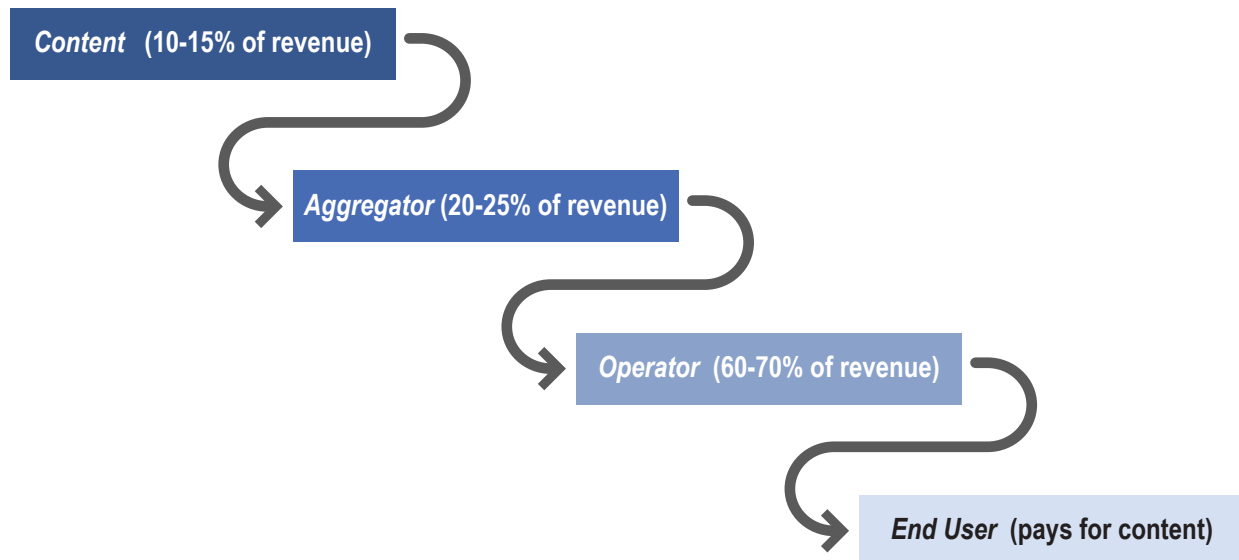 Content (10-15% of revenue)
Aggregator (20-25% of revenue)
Operator (60-70% of revenue)
End User (pays for content)